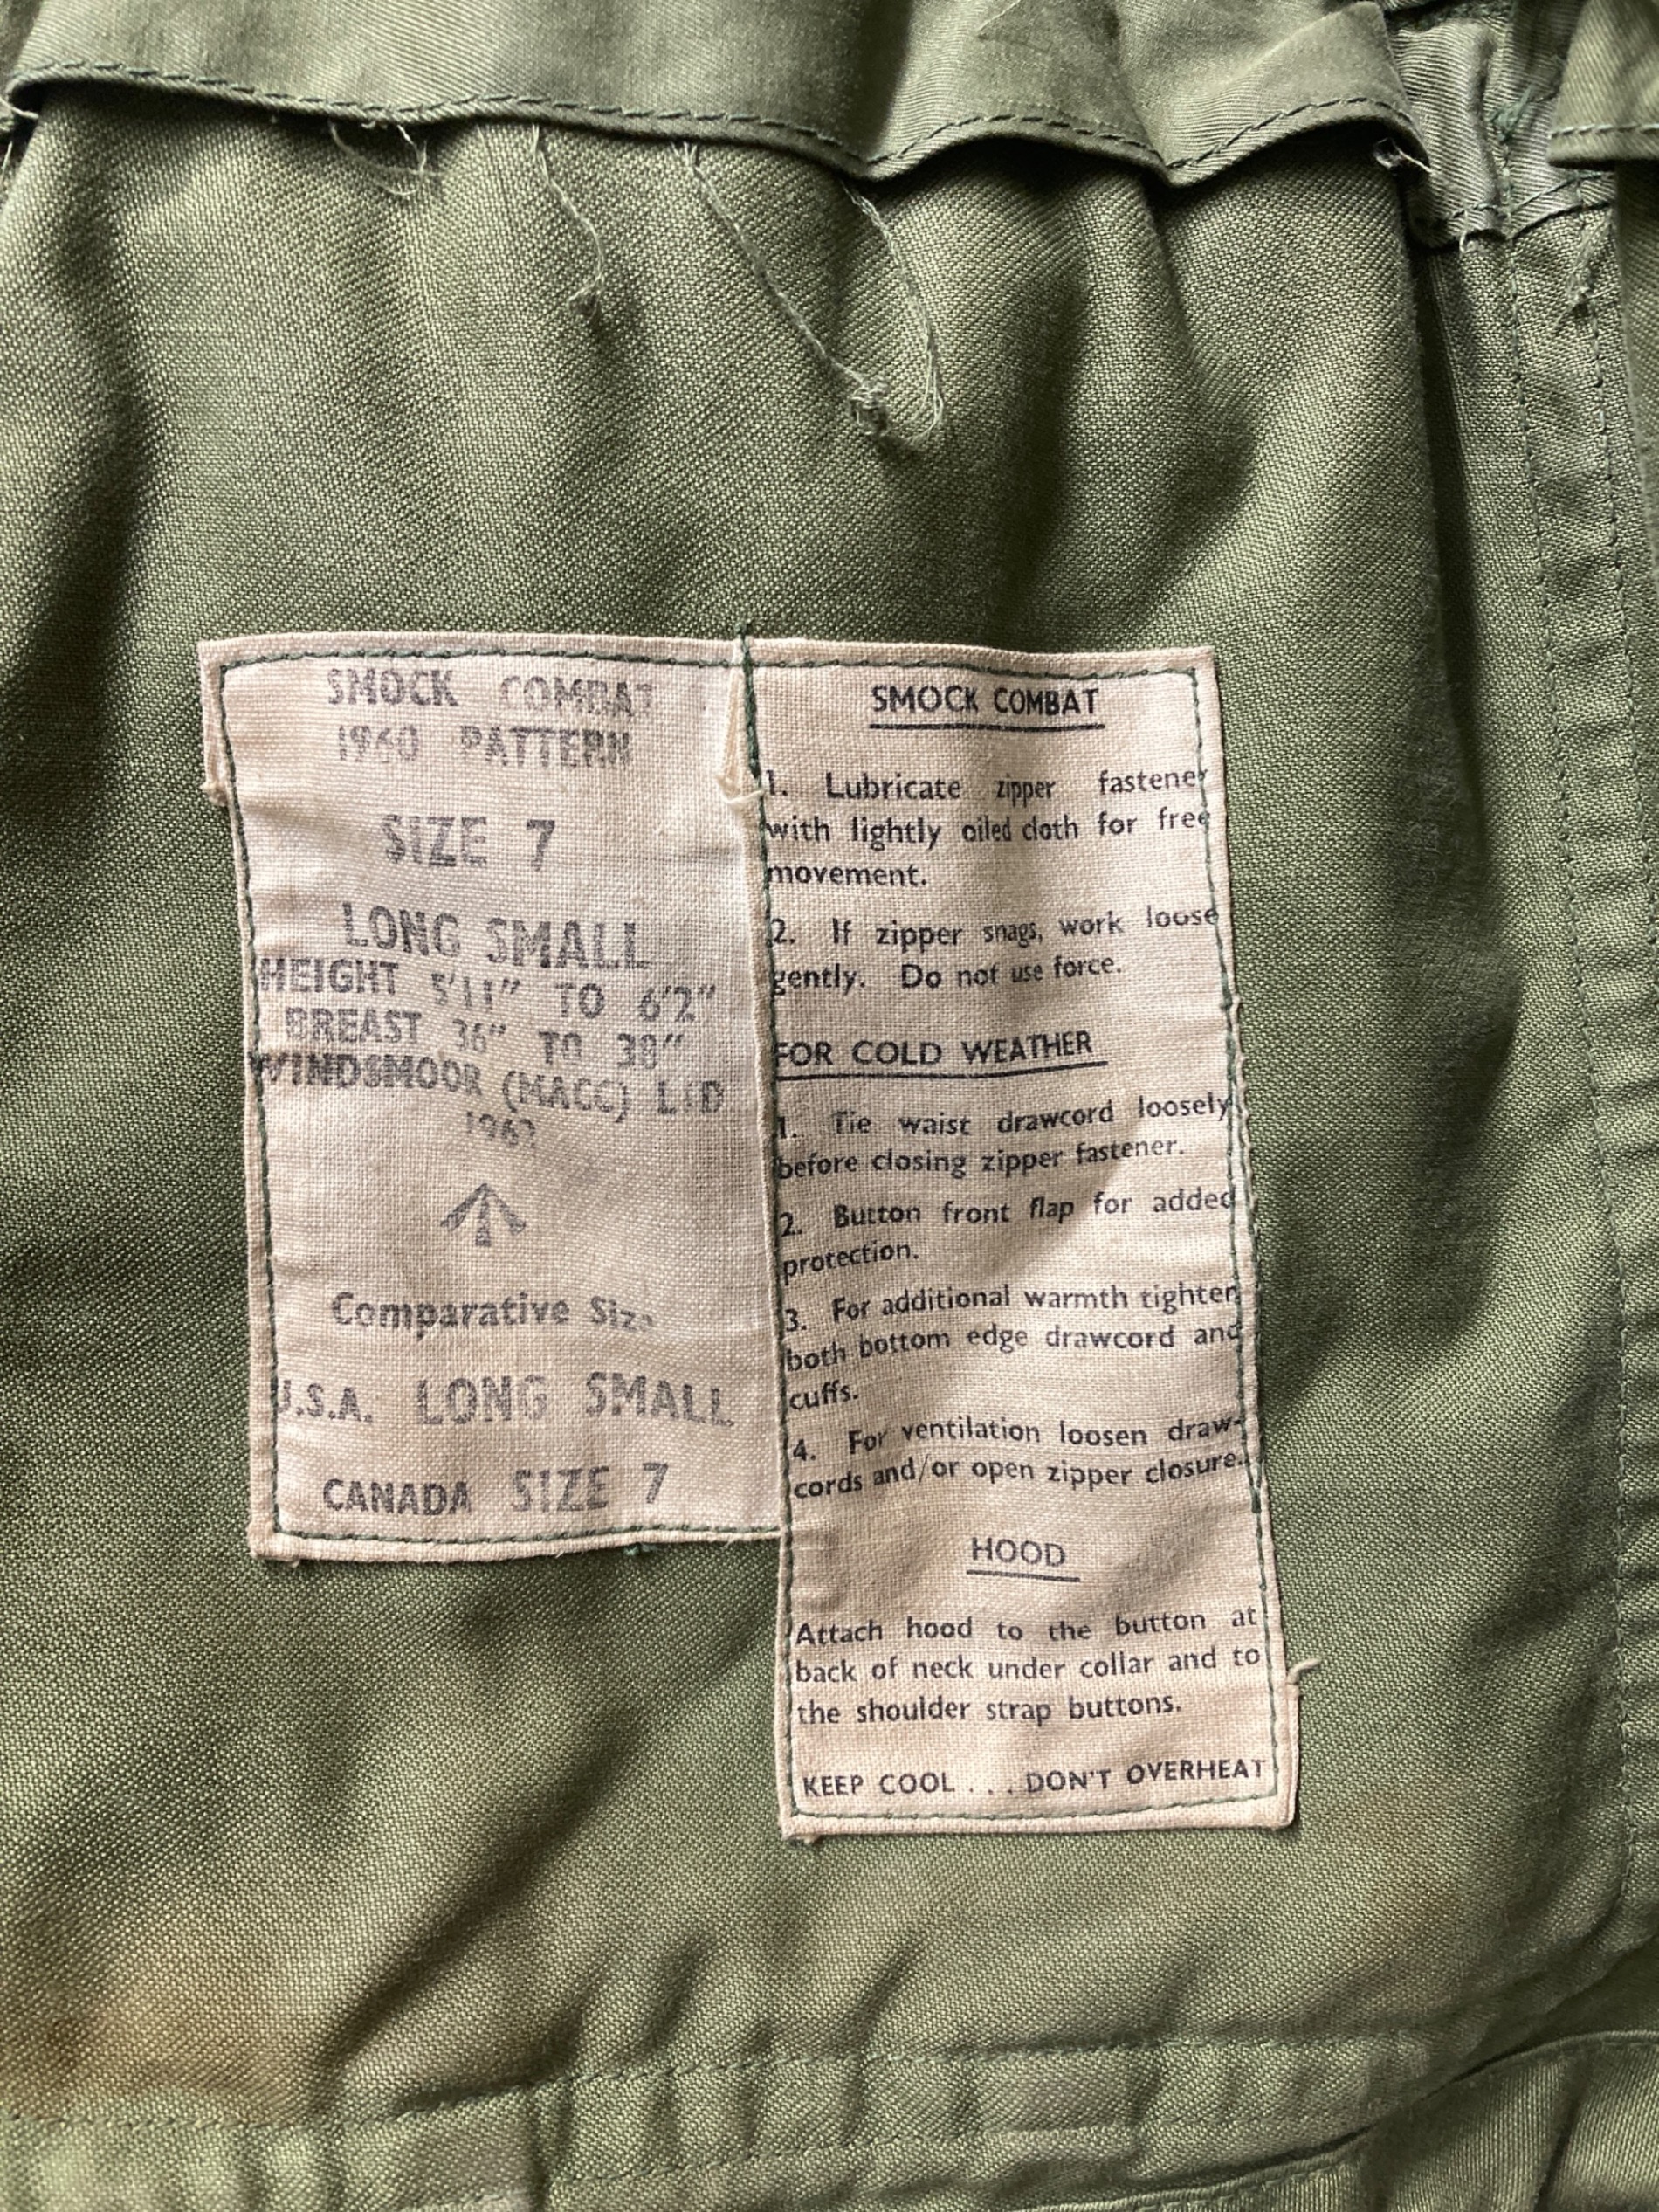 SMOCK COMBAT
1960 PATTERN
SIZE 7
LONG SMALL
HEIGHT 5'11" TO 6'2"
BREAST 36" TO 38"
WINDSMOOR (MACC) LTD
Comparative Size
U.S.A. LONG SMALL
CANADA SIZE 7
SMOCK COMBAT
1. Lubricate zipper fastener
with lightly oiled cloth for free
movement.
2. If zipper snags, work loose
gently. Do not use force.
FOR COLD WEATHER
1. Tie waist drawcord loosely
before closing zipper fastener.
2. Button front flap for added
protection.
3. For additional warmth tighten
both bottom edge drawcord and
cuffs.
4. For ventilation loosen draw-
cords and/or open zipper closure.
HOOD
Attach hood to the button at
back of neck under collar and to
the shoulder strap buttons.
KEEP COOL . . . DON'T OVERHEAT